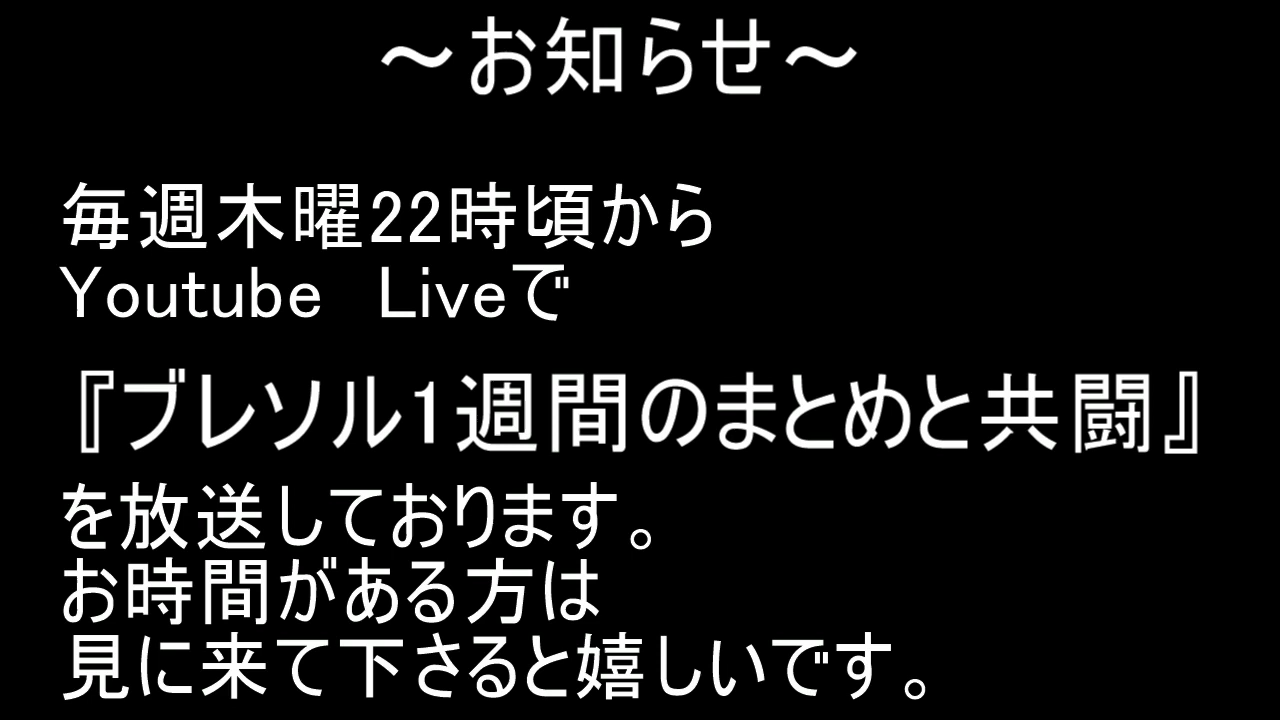 ～お知らせ～
毎週木曜22時頃から
Youtube　Liveで
『ブレソル1週間のまとめと共闘』
を放送しております。
お時間がある方は
見に来て下さると嬉しいです。